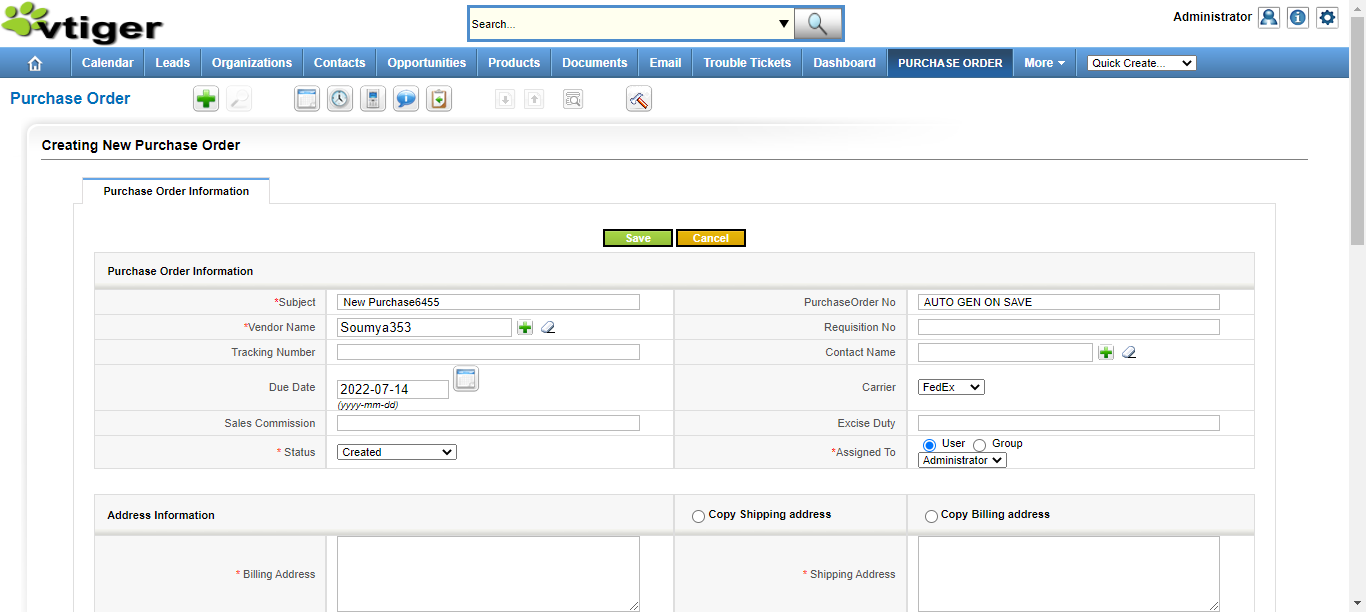 vtiger
Search...
Administrator
Calendar Leads Organizations Contacts Opportunities Products Documents Email Trouble Tickets Dashboard PURCHASE ORDER More Quick Create...
Purchase Order
Creating New Purchase Order
Purchase Order Information
Save Cancel
Purchase Order Information
*Subject New Purchase6455 PurchaseOrder No AUTO GEN ON SAVE
*Vendor Name Soumya353 Requisition No
Tracking Number Contact Name
Due Date 2022-07-14 Carrier FedEx
(yyyy-mm-dd)
Sales Commission Excise Duty
* Status Created *Assigned To User Group
Administrator
Address Information Copy Shipping address Copy Billing address
* Billing Address * Shipping Address